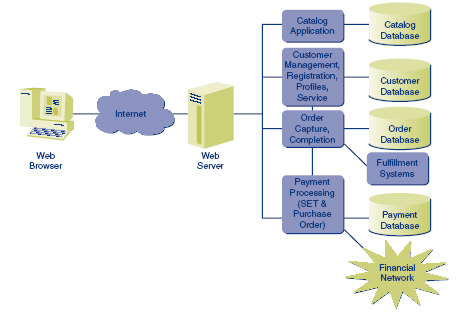 Catalog
Application
Catalog
Database
Customer
Management,
Registration,
Profiles,
Service
Customer
Database
Internet
Web
Browser
Web
Server
Order
Capture,
Completion
Order
Database
Fulfillment
Systems
Payment
Processing
(SET &
Purchase
Order)
Payment
Database
Financial
Network